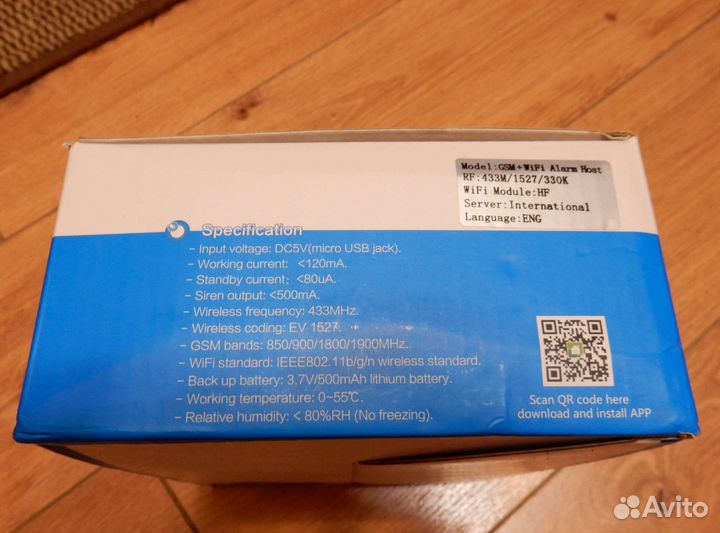 Model:GSM+WiFi Alarm Host
RF:433M/1527/330K
WiFi Module:HF
Server:International
Language:ENG
Specification
- Input voltage: DC5V(micro USB jack).
- Working current: <120mA.
- Standby current: <80uA.
- Siren output: <500mA.
- Wireless frequency: 433MHz.
- Wireless coding: EV 1527.
- GSM bands: 850/900/1800/1900MHz.
- WiFi standard: IEEE802.11b/g/n wireless standard.
- Back up battery: 3,7V/500mAh lithium battery.
- Working temperature: 0~55℃.
- Relative humidity: < 80%RH (No freezing).
Scan QR code here
download and install APP
Avito